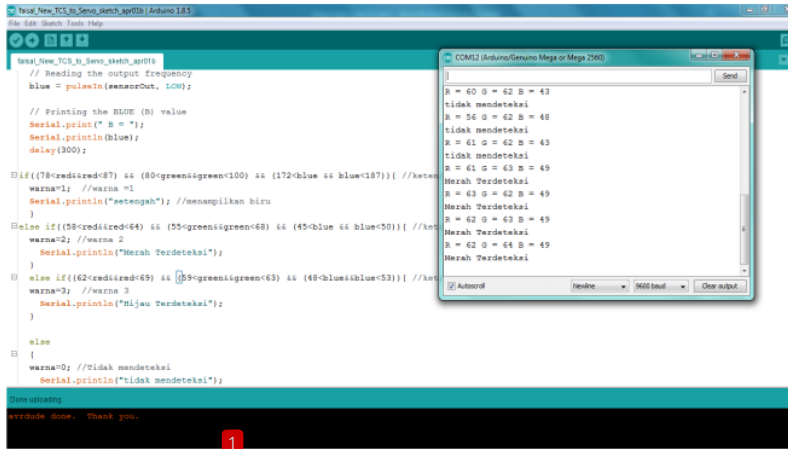 faisal_New_TCS_to_Servo_sketch_apr01b | Arduino 1.8.5
File Edit Sketch Tools Help
faisal_New_TCS_to_Servo_sketch_apr01b
// Reading the output frequency
blue = pulseIn(sensorOut, LOW);
// Printing the BLUE (B) value
Serial.print(" B = ");
Serial.println(blue);
delay(300);
if((78<red&&red<87) && (80<green&&green<100) && (172<blue && blue<187)){ //keten
warna=1; //warna =1
Serial.println("setengah"); //menampilkan biru
}
else if((58<red&&red<64) && (55<green&&green<68) && (45<blue && blue<50)){ //ket
warna=2; //warna 2
Serial.println("Merah Terdeteksi");
}
else if((62<red&&red<69) && (59<green&&green<63) && (48<blue&&blue<53)){ //ket
warna=3; //warna 3
Serial.println("Hijau Terdeteksi");
}
else
{
warna=0; //Tidak mendeteksi
Serial.println("tidak mendeteksi");
Done uploading.
avrdude done. Thank you.
1
COM12 (Arduino/Genuino Mega or Mega 2560)
Send
R = 60 G = 62 B = 43
tidak mendeteksi
R = 56 G = 62 B = 48
tidak mendeteksi
R = 61 G = 62 B = 43
tidak mendeteksi
R = 61 G = 63 B = 49
Merah Terdeteksi
R = 63 G = 62 B = 49
Merah Terdeteksi
R = 62 G = 63 B = 49
Merah Terdeteksi
R = 62 G = 64 B = 49
Merah Terdeteksi
Autoscroll
Newline
9600 baud
Clear output